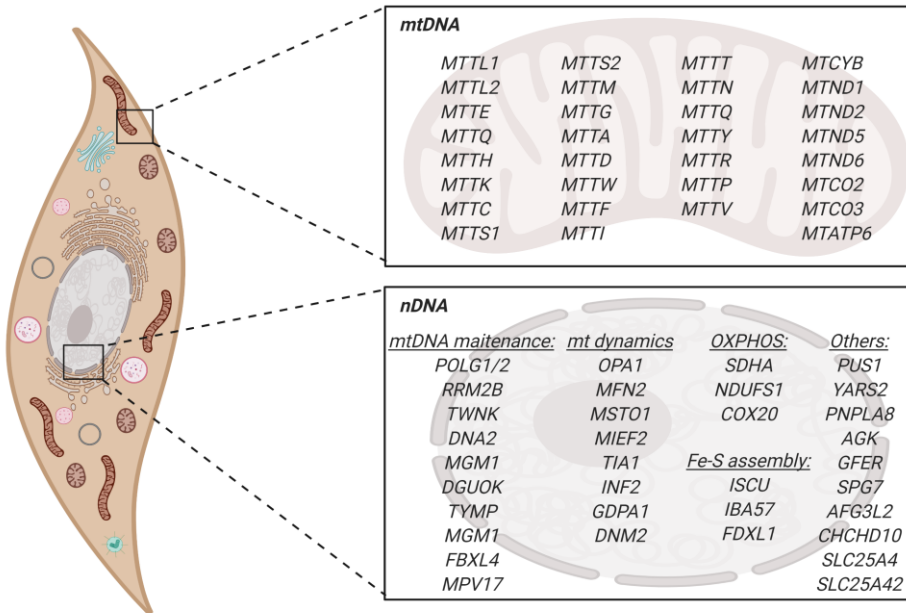 mtDNA
MTTL1 MTTS2 MTTT MTCYB
MTTL2 MTTM MTTN MTND1
MTTE MTTG MTTQ MTND2
MTTQ MTTA MTTY MTND5
MTTH MTTD MTTR MTND6
MTTK MTTW MTTP MTCO2
MTTC MTTF MTTV MTCO3
MTTS1 MTTI MTATP6
nDNA
mtDNA maitenance:
POLG1/2
RRM2B
TWNK
DNA2
MGM1
DGUOK
TYMP
MGM1
FBXL4
MPV17
mt dynamics
OPA1
MFN2
MSTO1
MIEF2
TIA1
INF2
GDPA1
DNM2
OXPHOS:
SDHA
NDUFS1
COX20
Fe-S assembly:
ISCU
IBA57
FDXL1
Others:
PUS1
YARS2
PNPLA8
AGK
GFER
SPG7
AFG3L2
CHCHD10
SLC25A4
SLC25A42